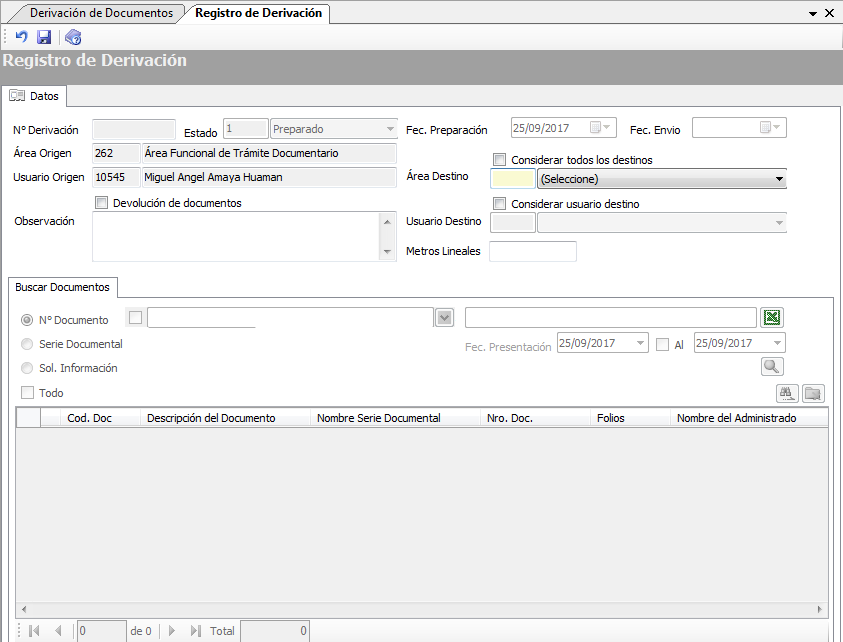 Derivación de Documentos Registro de Derivación
Registro de Derivación
Datos
Nº Derivación Estado 1 Preparado Fec. Preparación 25/09/2017 Fec. Envio
Área Origen 262 Área Funcional de Trámite Documentario Considerar todos los destinos
Usuario Origen 10545 Miguel Angel Amaya Huaman Área Destino (Seleccione)
Devolución de documentos Considerar usuario destino
Observación Usuario Destino
Metros Lineales
Buscar Documentos
Nº Documento
Serie Documental Fec. Presentación 25/09/2017 Al 25/09/2017
Sol. Información
Todo
Cod. Doc Descripción del Documento Nombre Serie Documental Nro. Doc. Folios Nombre del Administrado
0 de 0 Total 0